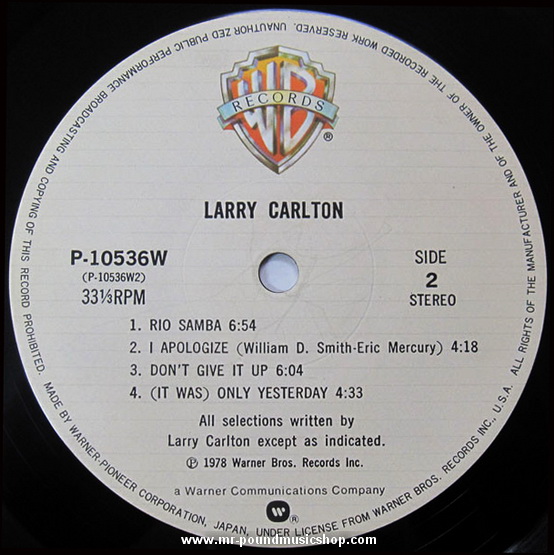 ALL RIGHTS OF THE MANUFACTURER AND OF THE OWNER OF THE RECORDED WORK RESERVED. UNAUTHORIZED PUBLIC PERFORMANCE BROADCASTING AND COPYING OF THIS RECORD PROHIBITED.
WB
RECORDS
®
LARRY CARLTON
P-10536W
(P-10536W2)
33⅓RPM
SIDE
2
STEREO
1. RIO SAMBA 6:54
2. I APOLOGIZE (William D. Smith-Eric Mercury) 4:18
3. DON'T GIVE IT UP 6:04
4. (IT WAS) ONLY YESTERDAY 4:33
All selections written by
Larry Carlton except as indicated.
℗ 1978 Warner Bros. Records Inc.
a Warner Communications Company
®
MADE BY WARNER-PIONEER CORPORATION, JAPAN, UNDER LICENSE FROM WARNER BROS. RECORDS INC., U.S.A.
www.mr-poundmusicshop.com